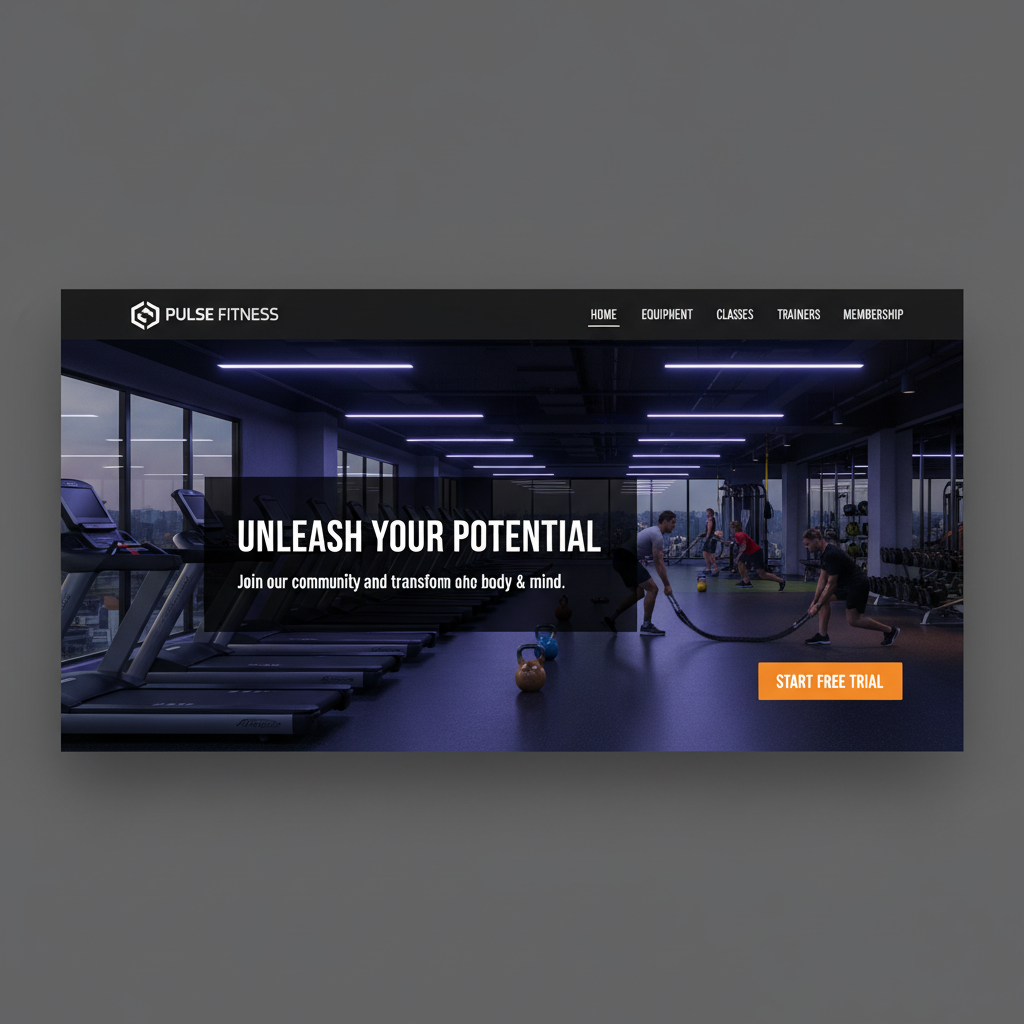 PULSE FITNESS
HOME EQUIPMENT CLASSES TRAINERS MEMBERSHIP
UNLEASH YOUR POTENTIAL
Join our community and transfom ahc body & mind.
START FREE TRIAL